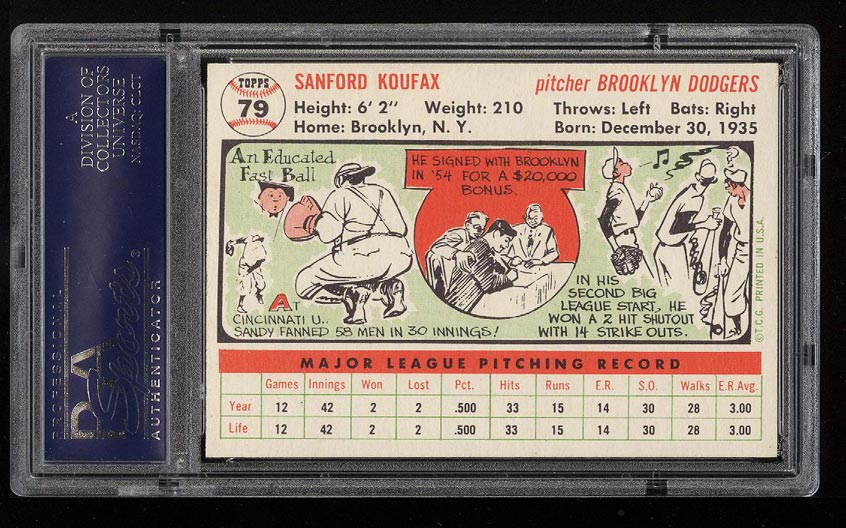 A
DIVISION OF
COLLECTORS
UNIVERSE
NASDAQ: CLCT
PROFESSIONAL
PSA
Sports
®
AUTHENTICATOR
TOPPS
79
SANFORD KOUFAX pitcher BROOKLYN DODGERS
Height: 6' 2" Weight: 210 Throws: Left Bats: Right
Home: Brooklyn, N. Y. Born: December 30, 1935
An Educated
Fast Ball
AT
CINCINNATI U..
SANDY FANNED 58 MEN IN 30 INNINGS!
HE SIGNED WITH BROOKLYN
IN '54 FOR A $20,000
BONUS.
IN HIS
SECOND BIG
LEAGUE START, HE
WON A 2 HIT SHUTOUT
WITH 14 STRIKE OUTS.
© T.C.G. PRINTED IN U.S.A.
MAJOR LEAGUE PITCHING RECORD
Games Innings Won Lost Pct. Hits Runs E.R. S.O. Walks E.R.Avg.
Year 12 42 2 2 .500 33 15 14 30 28 3.00
Life 12 42 2 2 .500 33 15 14 30 28 3.00